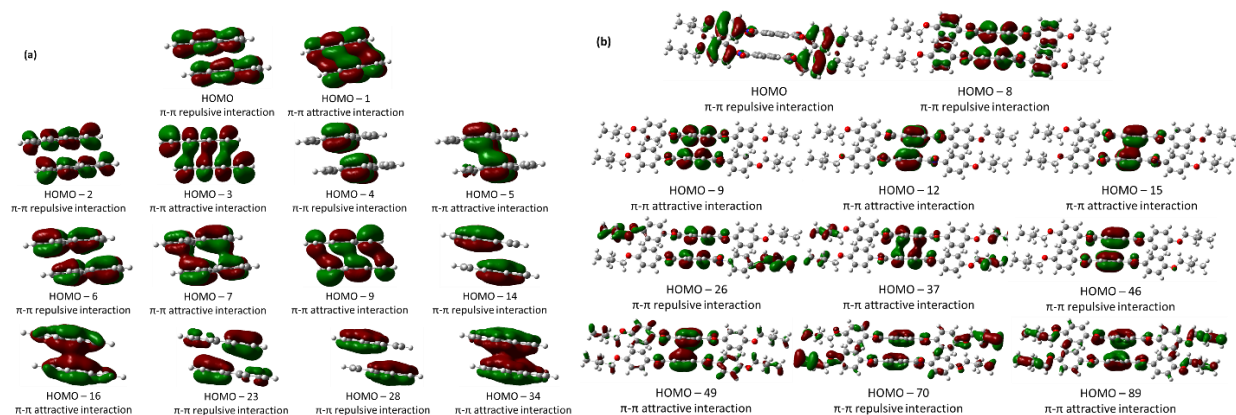 (a)
HOMO
π-π repulsive interaction
HOMO – 1
π-π attractive interaction
HOMO – 2
π-π repulsive interaction
HOMO – 3
π-π attractive interaction
HOMO – 4
π-π repulsive interaction
HOMO – 5
π-π attractive interaction
HOMO – 6
π-π repulsive interaction
HOMO – 7
π-π attractive interaction
HOMO – 9
π-π attractive interaction
HOMO – 14
π-π repulsive interaction
HOMO – 16
π-π attractive interaction
HOMO – 23
π-π repulsive interaction
HOMO – 28
π-π repulsive interaction
HOMO – 34
π-π attractive interaction
(b)
HOMO
π-π repulsive interaction
HOMO – 8
π-π repulsive interaction
HOMO – 9
π-π attractive interaction
HOMO – 12
π-π attractive interaction
HOMO – 15
π-π attractive interaction
HOMO – 26
π-π repulsive interaction
HOMO – 37
π-π attractive interaction
HOMO – 46
π-π repulsive interaction
HOMO – 49
π-π attractive interaction
HOMO – 70
π-π repulsive interaction
HOMO – 89
π-π attractive interaction